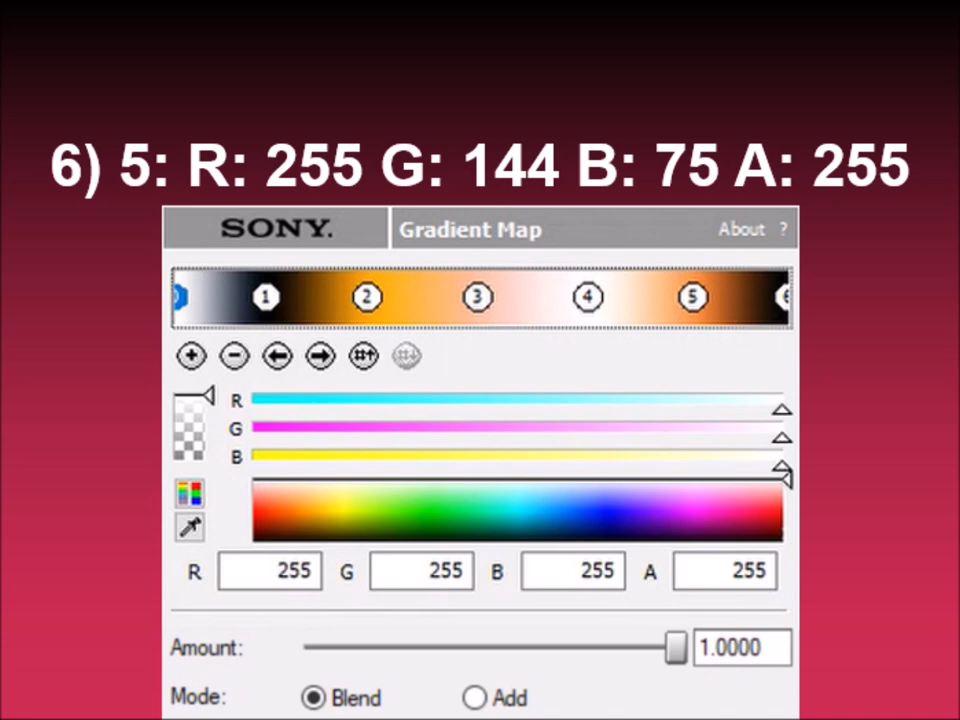 6) 5: R: 255 G: 144 B: 75 A: 255
SONY. Gradient Map About ?
1 2 3 4 5 6
R
G
B
R 255 G 255 B 255 A 255
Amount: 1.0000
Mode: Blend Add